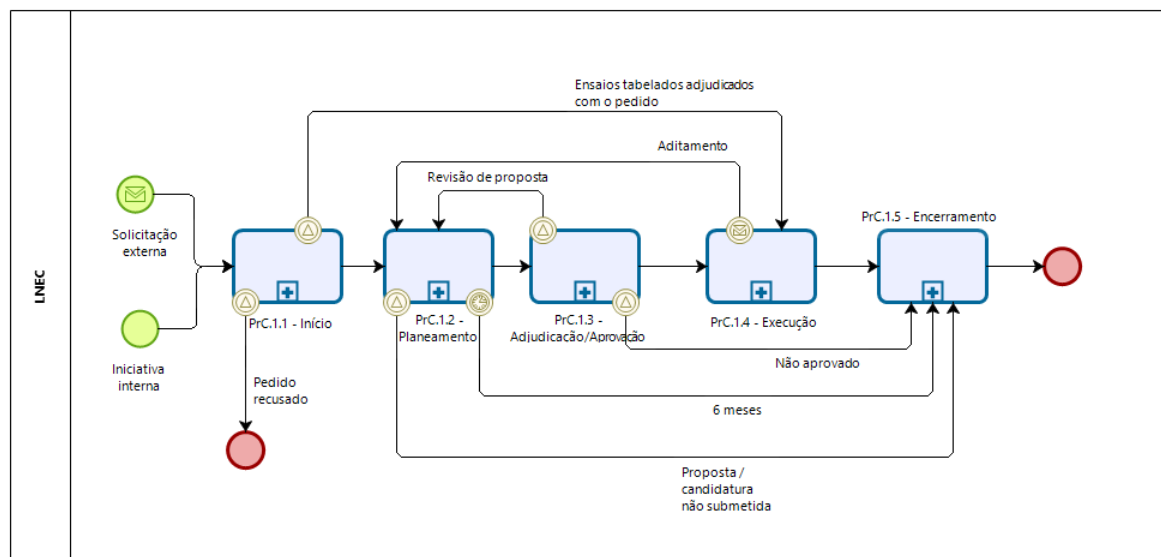 LNEC
Solicitação
externa
Iniciativa
interna
PrC.1.1 - Início
Pedido
recusado
Ensaios tabelados adjudicados
com o pedido
Aditamento
Revisão de proposta
PrC.1.2 -
Planeamento
PrC.1.3 -
Adjudicação/Aprovação
PrC.1.4 - Execução
PrC.1.5 - Encerramento
Não aprovado
6 meses
Proposta /
candidatura
não submetida